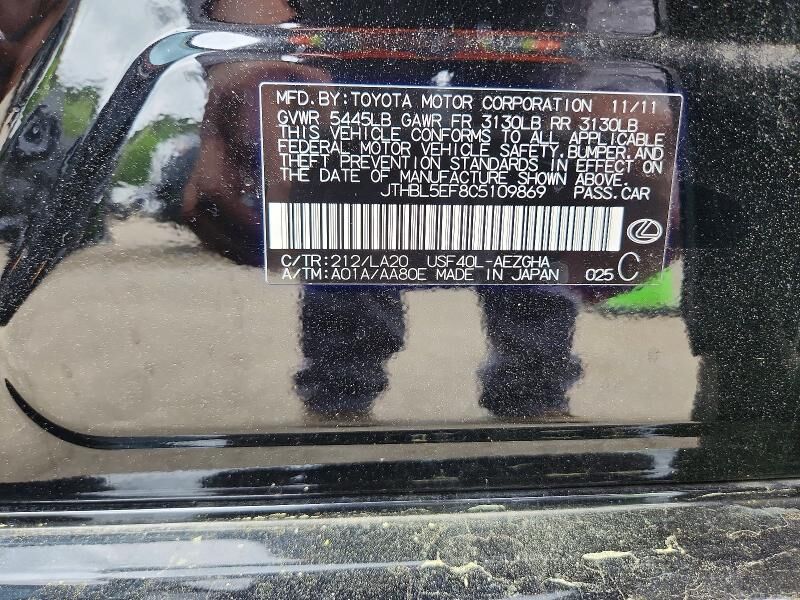 MFD.BY:TOYOTA MOTOR CORPORATION 11/11
GVWR 5445LB GAWR FR 3130LB RR 3130LB
THIS VEHICLE CONFORMS TO ALL APPLICABLE
FEDERAL MOTOR VEHICLE SAFETY,BUMPER,AND
THEFT PREVENTION STANDARDS IN EFFECT ON
THE DATE OF MANUFACTURE SHOWN ABOVE.
JTHBL5EF8C5109869 PASS.CAR
C/TR:212/LA20 USF40L-AEZGHA
A/TM:A01A/AA80E MADE IN JAPAN 025 C